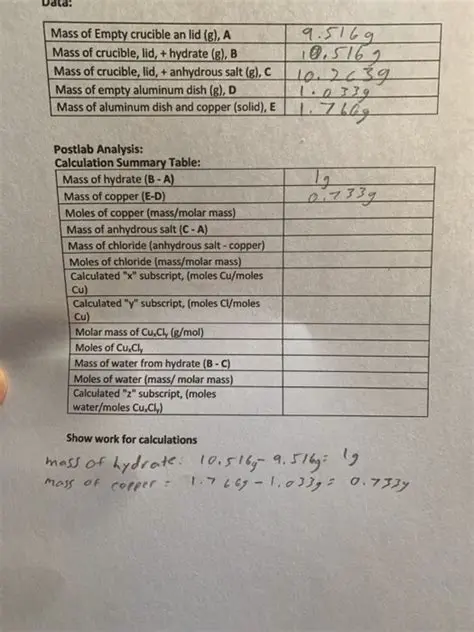 Data:
Mass of Empty crucible an lid (g), A 9.516g
Mass of crucible, lid, + hydrate (g), B 10.516g
Mass of crucible, lid, + anhydrous salt (g), C 10.263g
Mass of empty aluminum dish (g), D 1.033g
Mass of aluminum dish and copper (solid), E 1.766g
Postlab Analysis:
Calculation Summary Table:
Mass of hydrate (B - A) 1g
Mass of copper (E-D) 0.733g
Moles of copper (mass/molar mass)
Mass of anhydrous salt (C - A)
Mass of chloride (anhydrous salt - copper)
Moles of chloride (mass/molar mass)
Calculated "x" subscript, (moles Cu/moles
Cu)
Calculated "y" subscript, (moles Cl/moles
Cu)
Molar mass of CuₓClᵧ (g/mol)
Moles of CuₓClᵧ
Mass of water from hydrate (B - C)
Moles of water (mass/ molar mass)
Calculated "z" subscript, (moles
water/moles CuₓClᵧ)
Show work for calculations
mass of hydrate: 10.516g - 9.516g = 1g
mass of copper = 1.766g - 1.033g = 0.733g